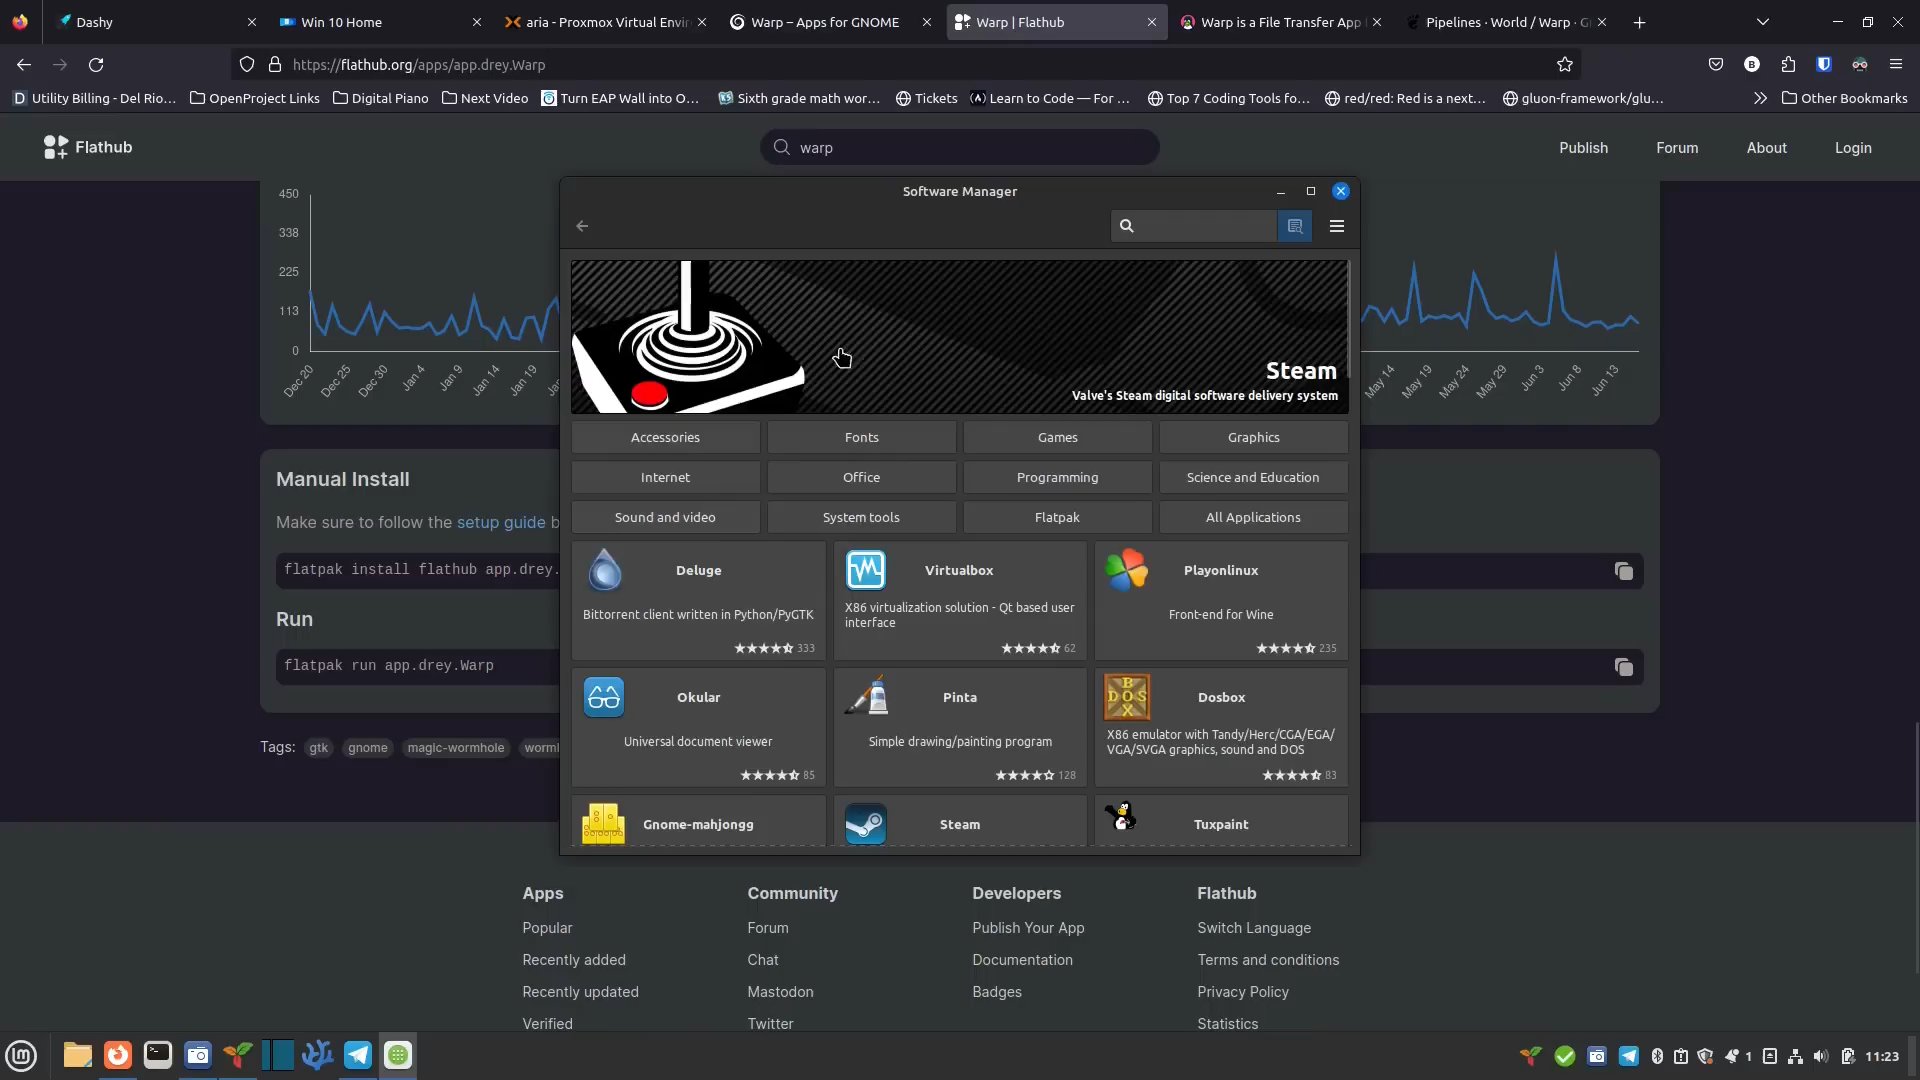 Dashy
Win 10 Home
aria - Proxmox Virtual Envir
Warp – Apps for GNOME
Warp | Flathub
Warp is a File Transfer App
Pipelines · World / Warp · G
https://flathub.org/apps/app.drey.Warp
Utility Billing - Del Rio…
OpenProject Links
Digital Piano
Next Video
Turn EAP Wall into O…
Sixth grade math wor…
Tickets
Learn to Code — For …
Top 7 Coding Tools fo…
red/red: Red is a next…
gluon-framework/glu…
Other Bookmarks
Flathub
warp
Publish
Forum
About
Login
450
338
225
113
0
Dec 20
Dec 25
Dec 30
Jan 4
Jan 9
Jan 14
Jan 19
May 14
May 19
May 24
May 29
Jun 3
Jun 8
Jun 13
Software Manager
Steam
Valve's Steam digital software delivery system
Accessories
Fonts
Games
Graphics
Internet
Office
Programming
Science and Education
Sound and video
System tools
Flatpak
All Applications
Deluge
Bittorrent client written in Python/PyGTK
333
Virtualbox
X86 virtualization solution - Qt based user
interface
62
Playonlinux
Front-end for Wine
235
Okular
Universal document viewer
85
Pinta
Simple drawing/painting program
128
DOSBOX
Dosbox
X86 emulator with Tandy/Herc/CGA/EGA/
VGA/SVGA graphics, sound and DOS
83
Gnome-mahjongg
Steam
Tuxpaint
Manual Install
Make sure to follow the setup guide b
flatpak install flathub app.drey.
Run
flatpak run app.drey.Warp
Tags:
gtk
gnome
magic-wormhole
worml
Apps
Popular
Recently added
Recently updated
Verified
Community
Forum
Chat
Mastodon
Twitter
Developers
Publish Your App
Documentation
Badges
Flathub
Switch Language
Terms and conditions
Privacy Policy
Statistics
1
11:23